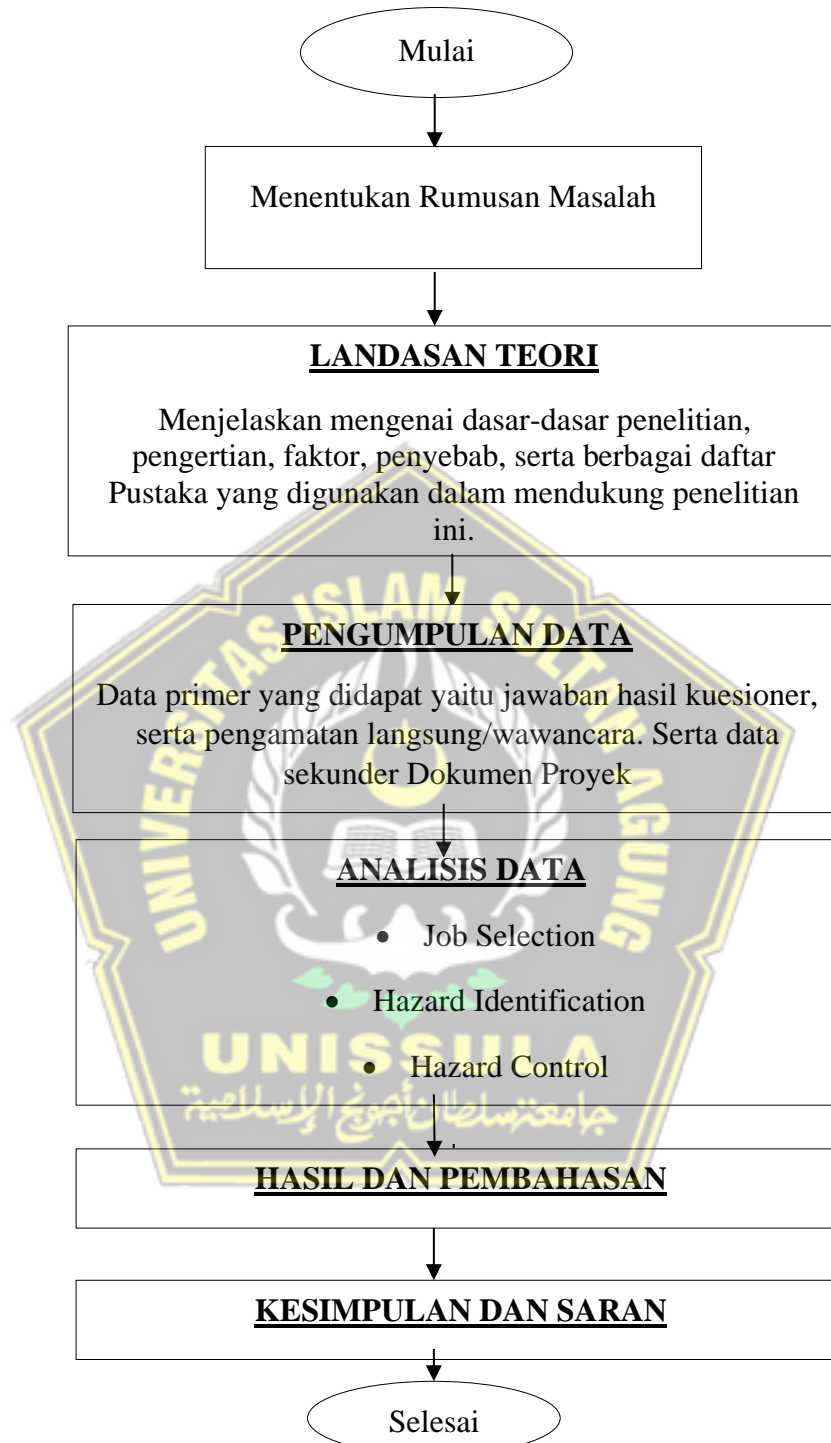 Mulai
Menentukan Rumusan Masalah
LANDASAN TEORI
Menjelaskan mengenai dasar-dasar penelitian,
pengertian, faktor, penyebab, serta berbagai daftar
Pustaka yang digunakan dalam mendukung penelitian
ini.
PENGUMPULAN DATA
Data primer yang didapat yaitu jawaban hasil kuesioner,
serta pengamatan langsung/wawancara. Serta data
sekunder Dokumen Proyek
ANALISIS DATA
• Job Selection
• Hazard Identification
• Hazard Control
HASIL DAN PEMBAHASAN
KESIMPULAN DAN SARAN
Selesai
UNIVERSITAS ISLAM SULTAN AGUNG
UNISSULA
جامعتسلطان أجونج الإسلامية